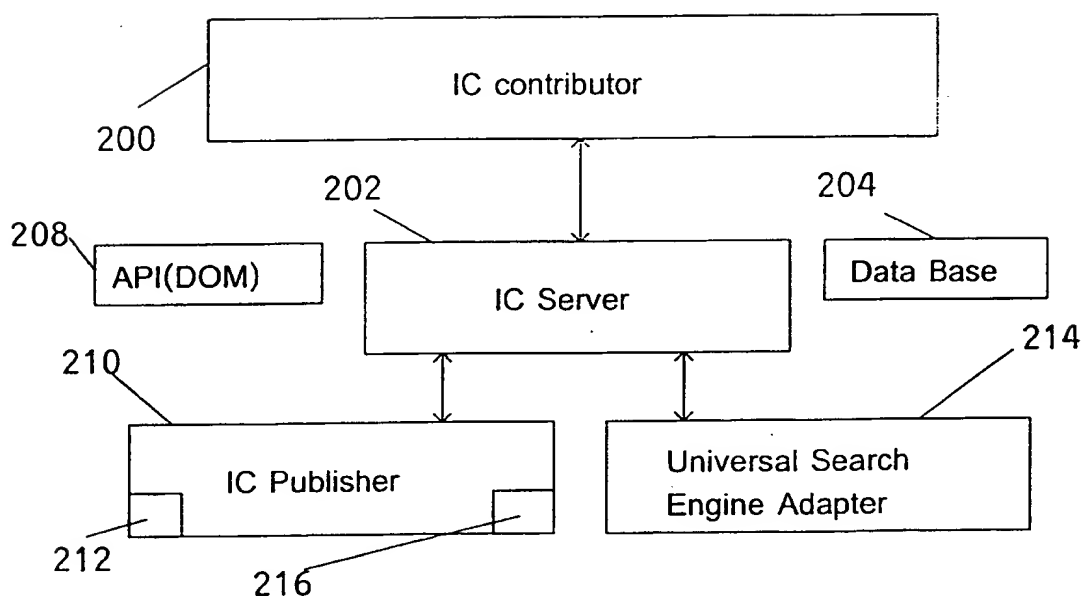 IC contributor
200
202
204
208
API(DOM)
IC Server
Data Base
210
214
IC Publisher
Universal Search
Engine Adapter
212
216